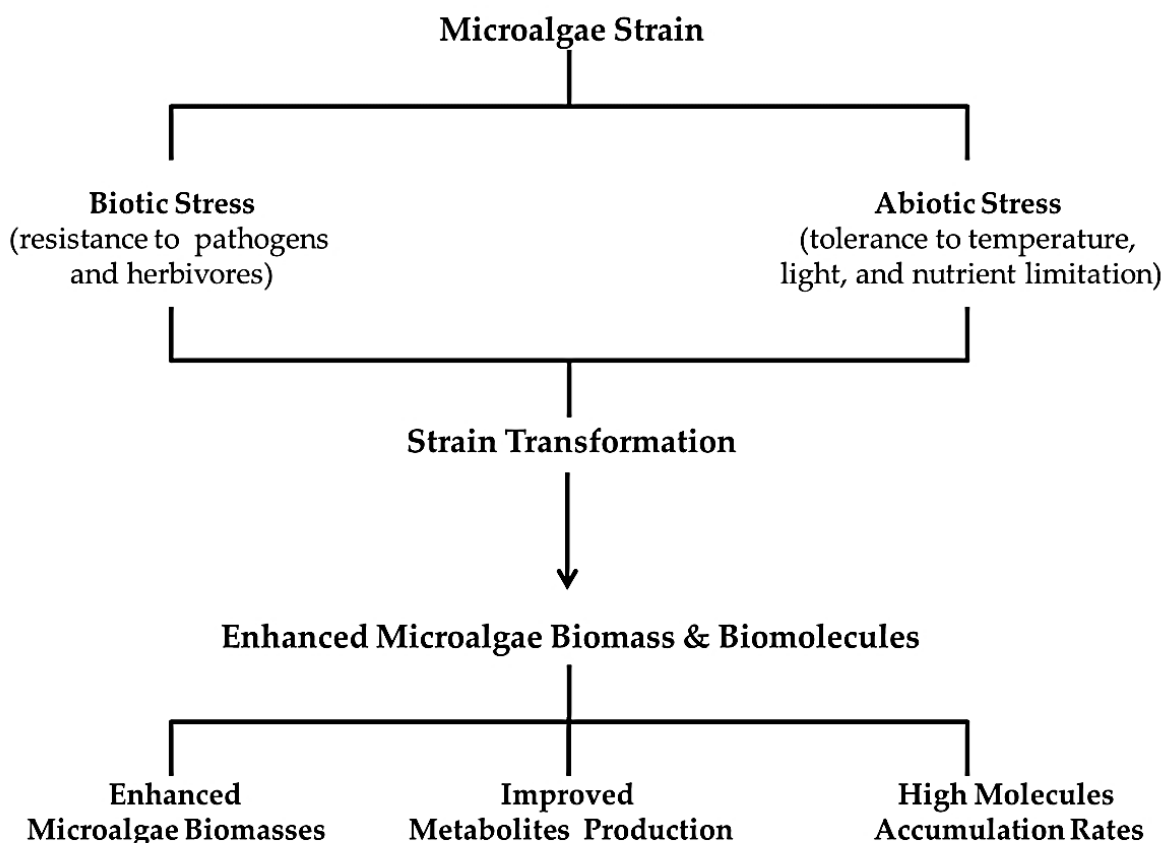 Microalgae Strain
Biotic Stress
(resistance to pathogens
and herbivores)
Abiotic Stress
(tolerance to temperature,
light, and nutrient limitation)
Strain Transformation
Enhanced Microalgae Biomass & Biomolecules
Enhanced
Microalgae Biomasses
Improved
Metabolites Production
High Molecules
Accumulation Rates